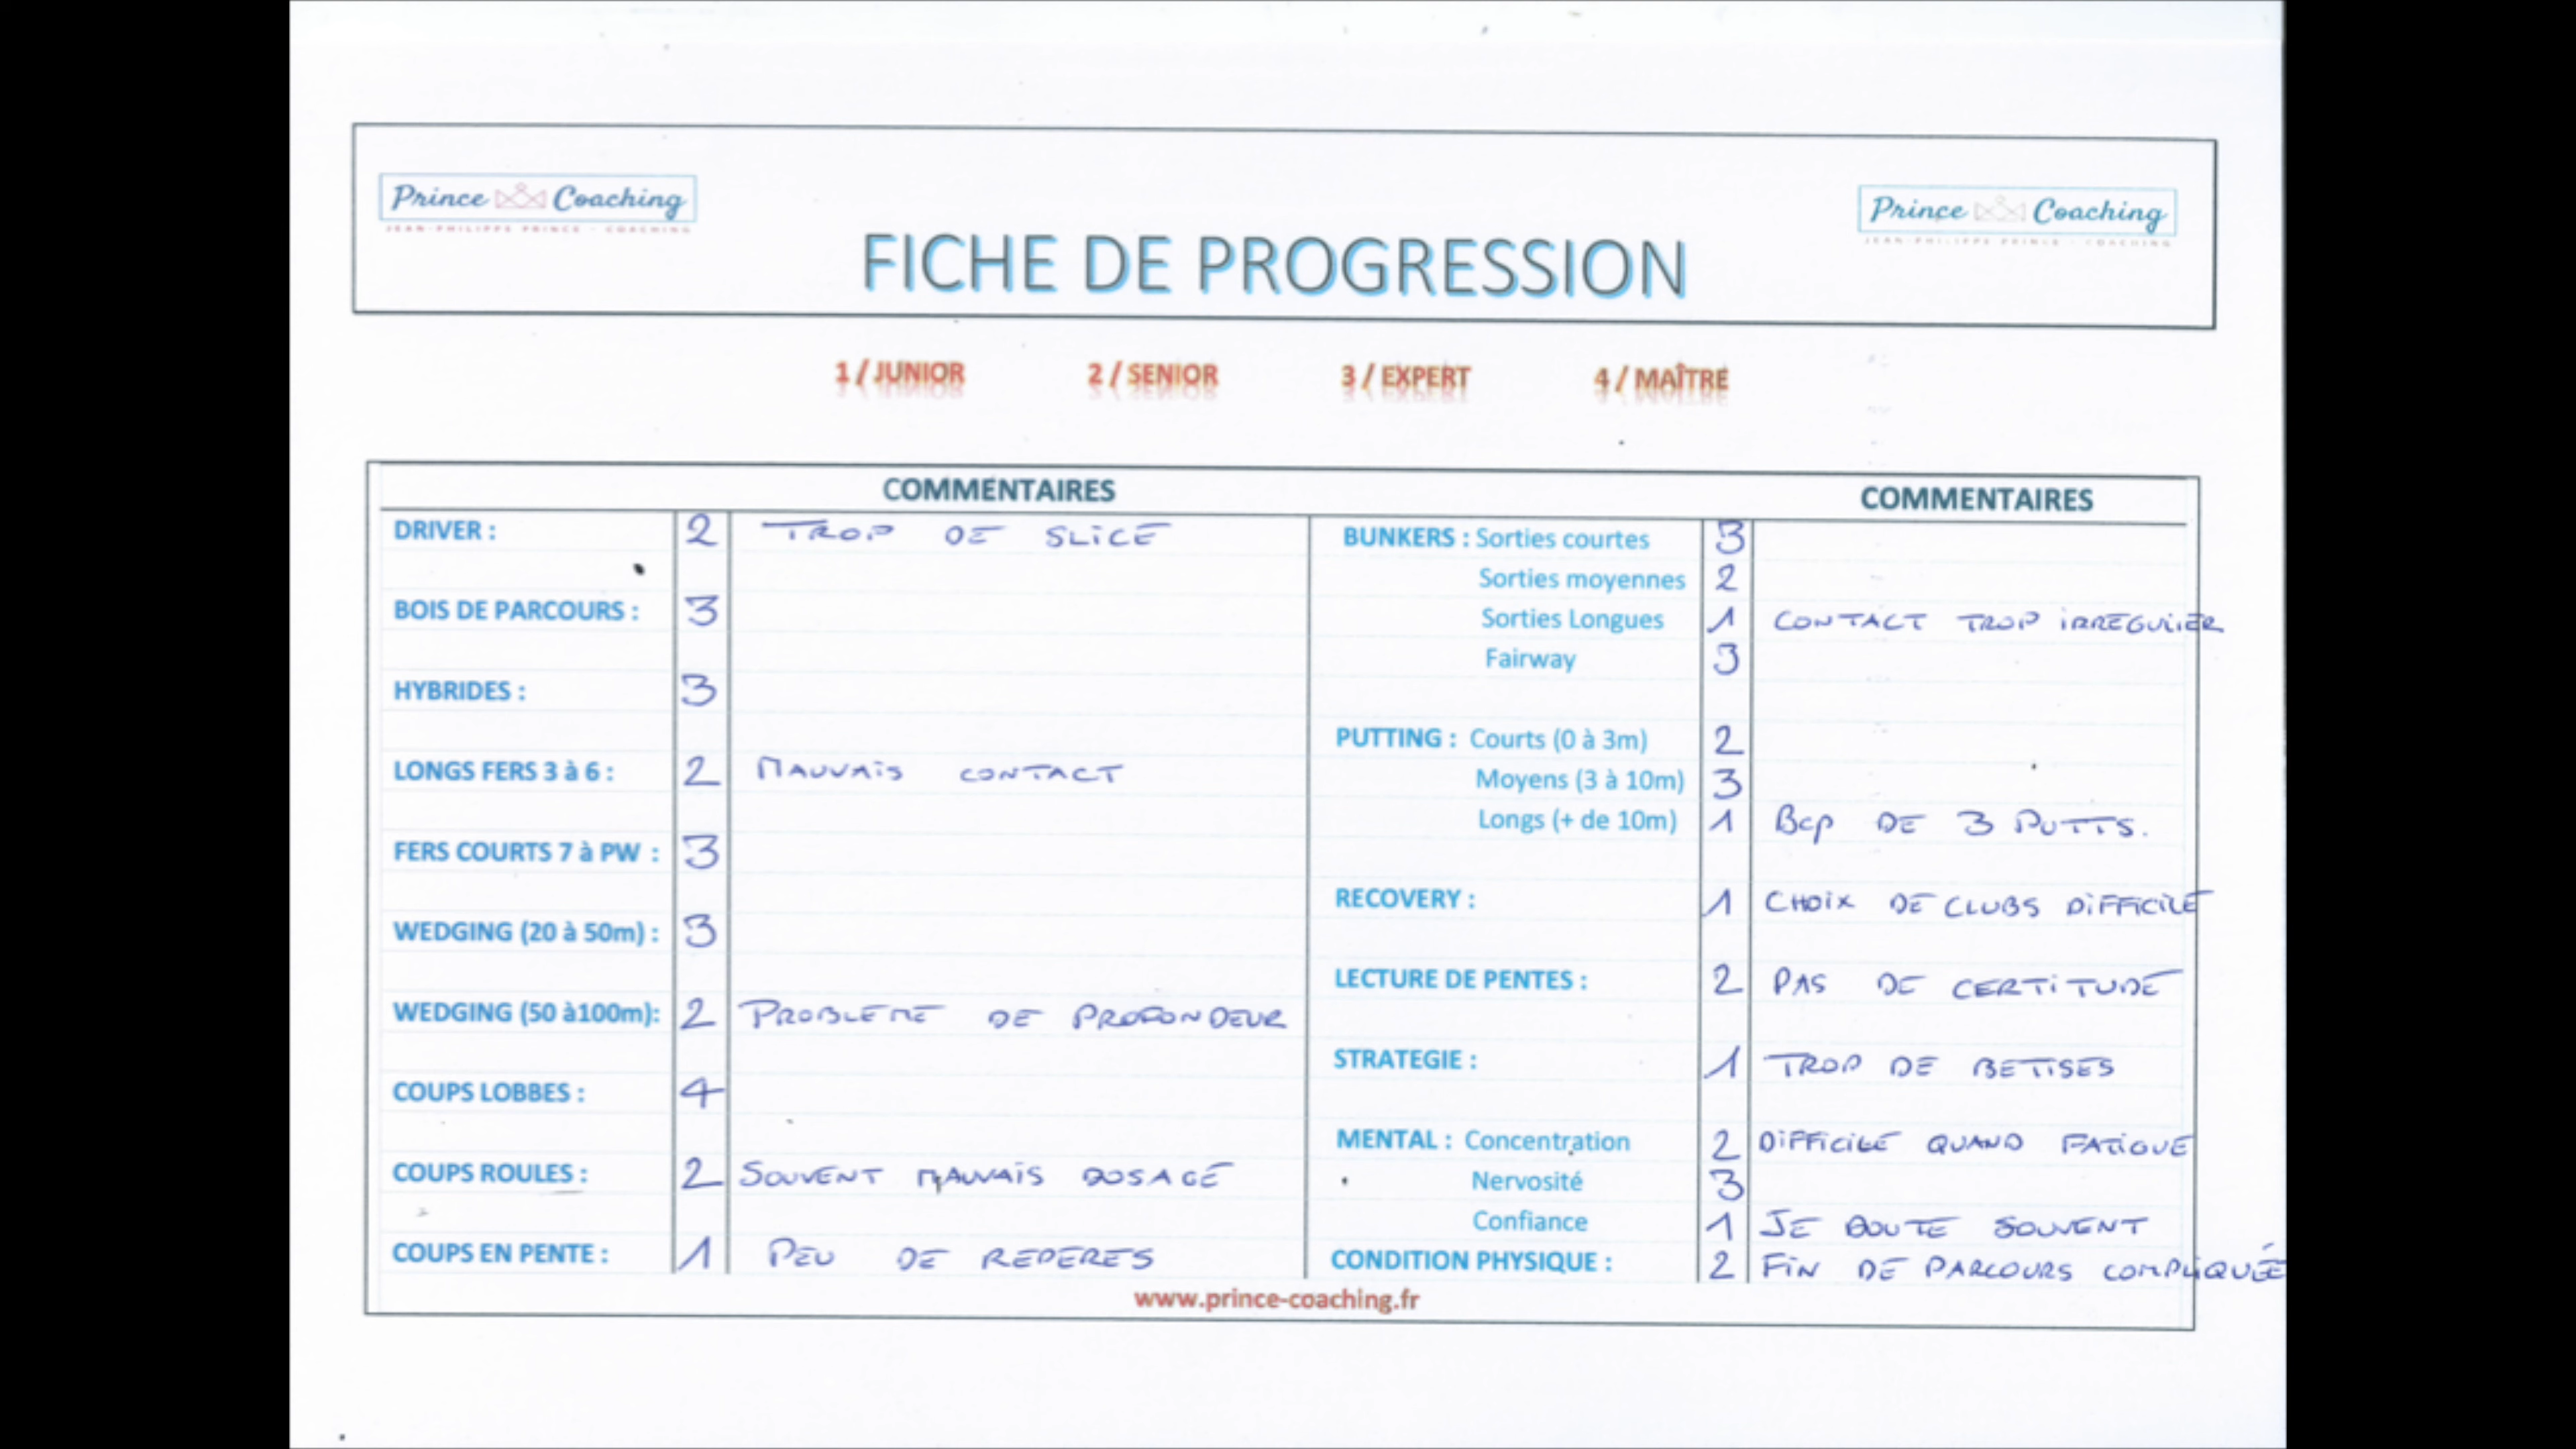 Prince Coaching
JEAN-PHILIPPE PRINCE - COACHING
Prince Coaching
JEAN-PHILIPPE PRINCE - COACHING
FICHE DE PROGRESSION
1 / JUNIOR 2 / SENIOR 3 / EXPERT 4 / MAÎTRE
COMMENTAIRES
DRIVER : 2 TROP DE SLICE
BOIS DE PARCOURS : 3
HYBRIDES : 3
LONGS FERS 3 à 6 : 2 MAUVAIS CONTACT
FERS COURTS 7 à PW : 3
WEDGING (20 à 50m) : 3
WEDGING (50 à100m): 2 PROBLEME DE PROFONDEUR
COUPS LOBBES : 4
COUPS ROULES : 2 SOUVENT MAUVAIS DOSAGE
COUPS EN PENTE : 1 PEU DE REPERES
COMMENTAIRES
BUNKERS : Sorties courtes 3
Sorties moyennes 2
Sorties Longues 1 CONTACT TROP IRREGULIER
Fairway 3
PUTTING : Courts (0 à 3m) 2
Moyens (3 à 10m) 3
Longs (+ de 10m) 1 Bcp DE 3 PUTTS.
RECOVERY : 1 CHOIX DE CLUBS DIFFICILE
LECTURE DE PENTES : 2 PAS DE CERTITUDE
STRATEGIE : 1 TROP DE BETISES
MENTAL : Concentration 2 DIFFICILE QUAND FATIGUE
Nervosité 3
Confiance 1 JE DOUTE SOUVENT
CONDITION PHYSIQUE : 2 FIN DE PARCOURS COMPLIQUÉE
www.prince-coaching.fr